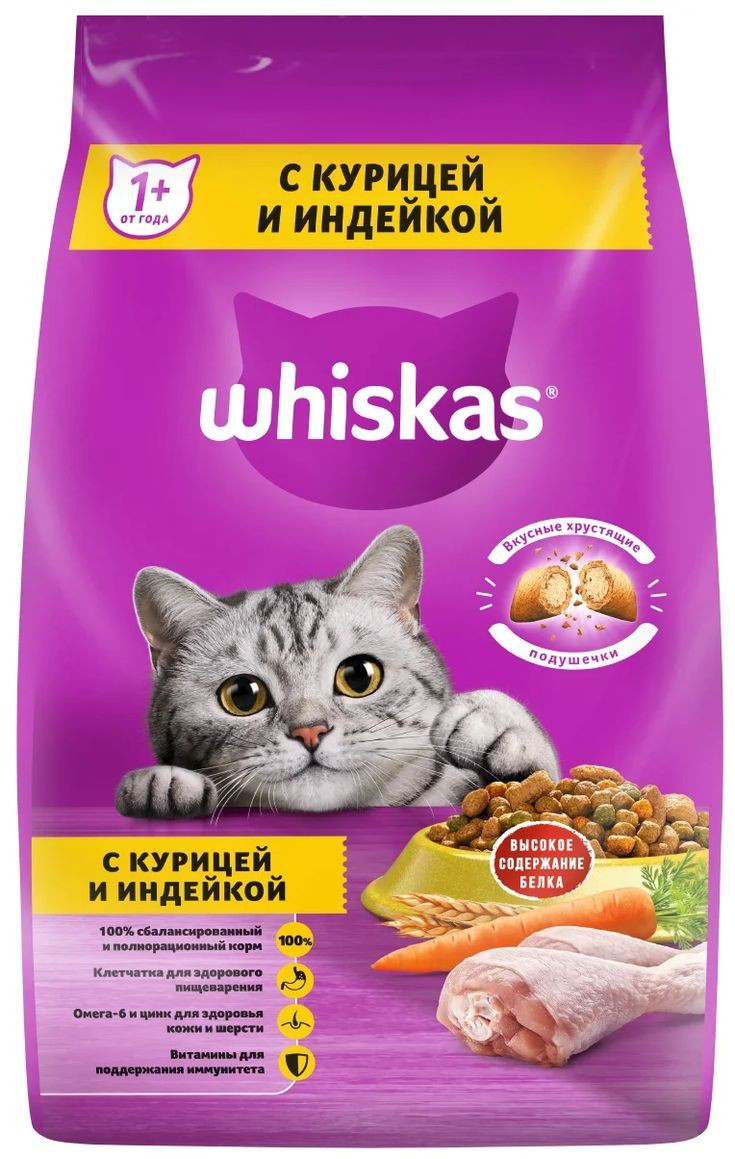 1+
ОТ ГОДА
С КУРИЦЕЙ
И ИНДЕЙКОЙ
whiskas®
Вкусные хрустящие
подушечки
ВЫСОКОЕ
СОДЕРЖАНИЕ
БЕЛКА
С КУРИЦЕЙ
И ИНДЕЙКОЙ
100% сбалансированный
и полнорационный корм
100%
Клетчатка для здорового
пищеварения
Омега-6 и цинк для здоровья
кожи и шерсти
Витамины для
поддержания иммунитета